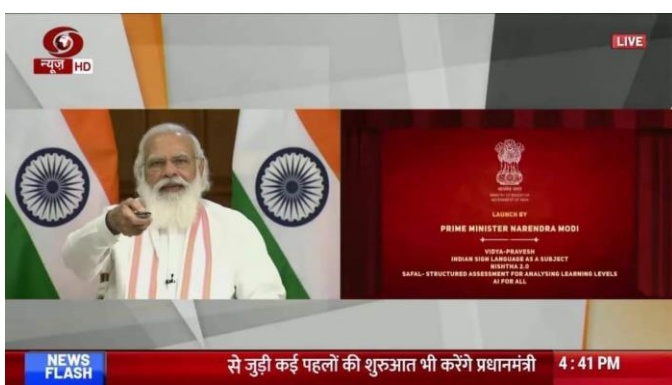 न्यूज़ HD
LIVE
LAUNCH BY
PRIME MINISTER NARENDRA MODI
VIDYA-PRAVESH
INDIAN SIGN LANGUAGE AS A SUBJECT
NISHTHA 2.0
SAFAL- STRUCTURED ASSESSMENT FOR ANALYSING LEARNING LEVELS
AI FOR ALL
NEWS
FLASH
से जुड़ी कई पहलों की शुरुआत भी करेंगे प्रधानमंत्री
4:41 PM